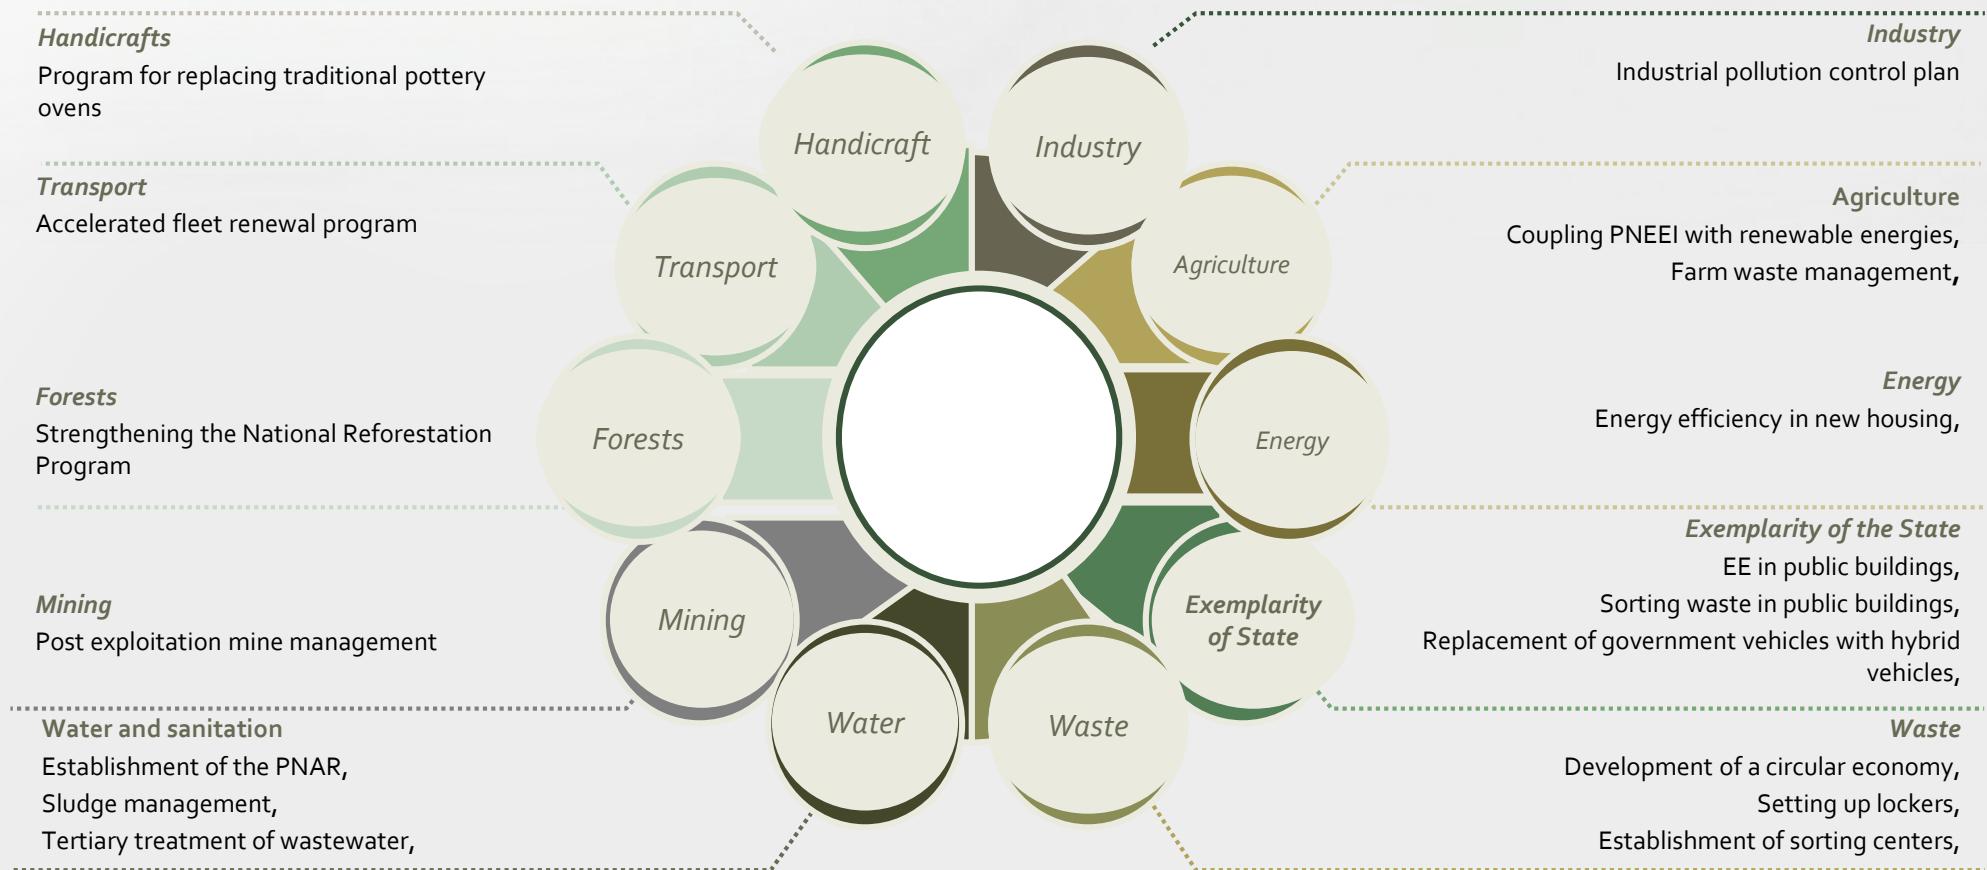 Handicrafts
Program for replacing traditional pottery
ovens
Transport
Accelerated fleet renewal program
Forests
Strengthening the National Reforestation
Program
Mining
Post exploitation mine management
Water and sanitation
Establishment of the PNAR,
Sludge management,
Tertiary treatment of wastewater,
Handicraft
Industry
Transport
Agriculture
Forests
Energy
Mining
Exemplarity
of State
Water
Waste
Industry
Industrial pollution control plan
Agriculture
Coupling PNEEI with renewable energies,
Farm waste management,
Energy
Energy efficiency in new housing,
Exemplarity of the State
EE in public buildings,
Sorting waste in public buildings,
Replacement of government vehicles with hybrid
vehicles,
Waste
Development of a circular economy,
Setting up lockers,
Establishment of sorting centers,